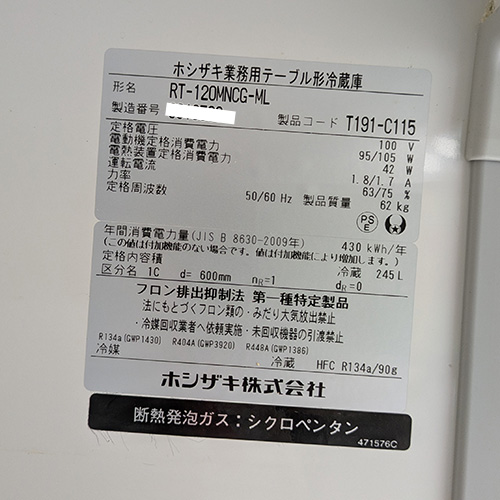 ホシザキ業務用テーブル形冷蔵庫
形名 RT-120MNCG-ML
製造番号
製品コード T191-C115
定格電圧 100 V
電動機定格消費電力 95/105 W
電熱装置定格消費電力 42 W
運転電流 1.8/1.7 A
力率 63/75 %
定格周波数 50/60 Hz 製品質量 62 kg
PSE
年間消費電力量(JIS B 8630-2009年) 430 kWh/年
(この値は付加機能のない場合です。値は付加機能により増加します。)
定格内容積 冷蔵 245L
区分名 1C d= 600mm nR=1 dR=0
フロン排出抑制法 第一種特定製品
法にもとづくフロン類の・みだり大気放出禁止
・冷媒回収業者へ依頼実施・未回収機器の引渡禁止
R134a(GWP1430) R404A(GWP3920) R448A(GWP1386)
冷媒 冷蔵 HFC R134a/90g
ホシザキ株式会社
断熱発泡ガス：シクロペンタン
471576C